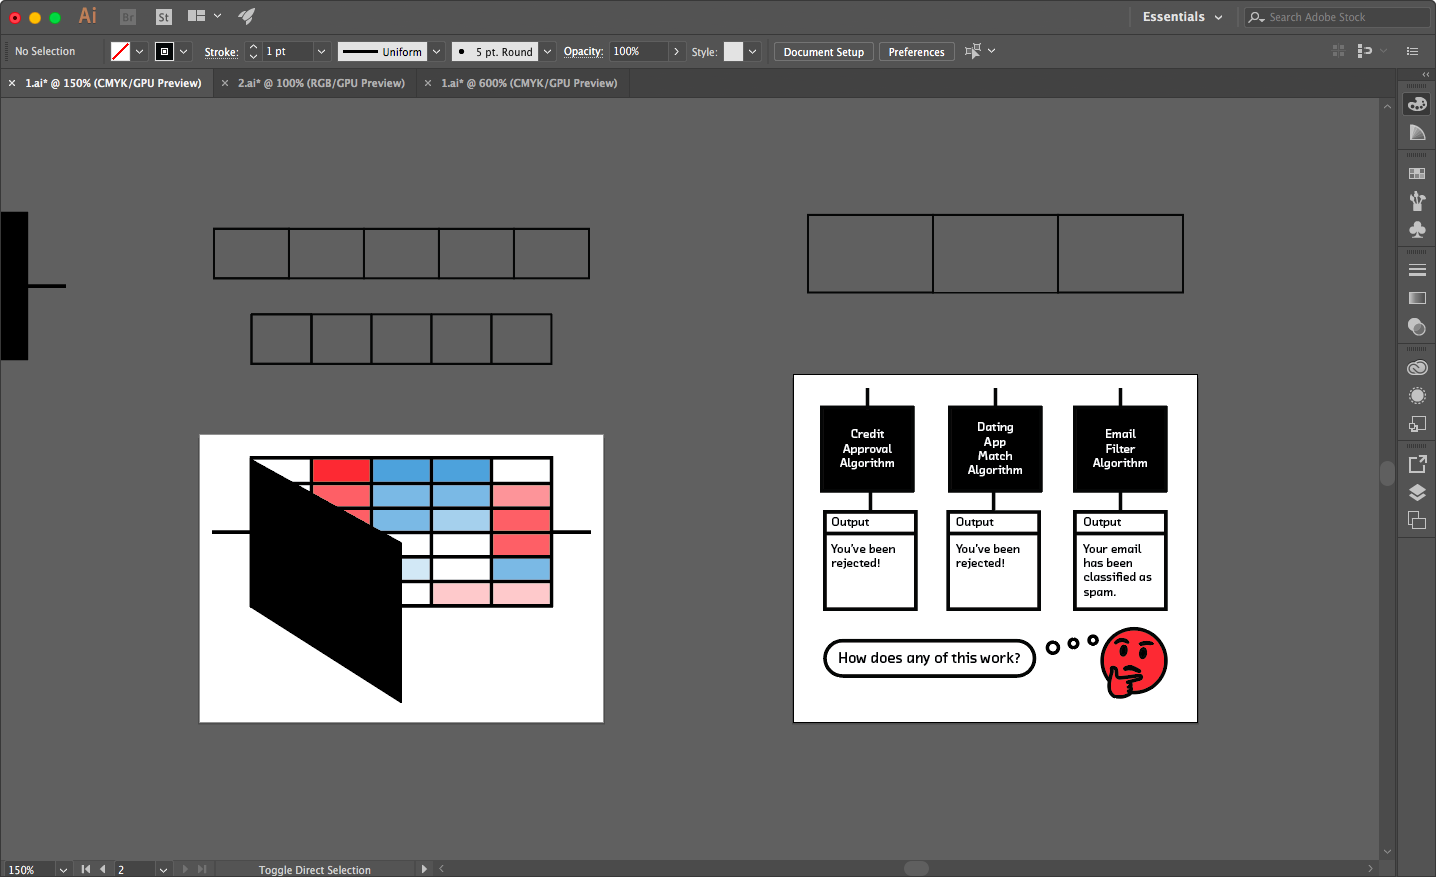 Ai
Br
St
Essentials
Search Adobe Stock
No Selection
Stroke:
1 pt
Uniform
5 pt. Round
Opacity:
100%
Style:
Document Setup
Preferences
× 1.ai* @ 150% (CMYK/GPU Preview)
× 2.ai* @ 100% (RGB/GPU Preview)
× 1.ai* @ 600% (CMYK/GPU Preview)
Credit
Approval
Algorithm
Dating
App
Match
Algorithm
Email
Filter
Algorithm
Output
You've been
rejected!
Output
You've been
rejected!
Output
Your email
has been
classified as
spam.
How does any of this work?
150%
2
Toggle Direct Selection